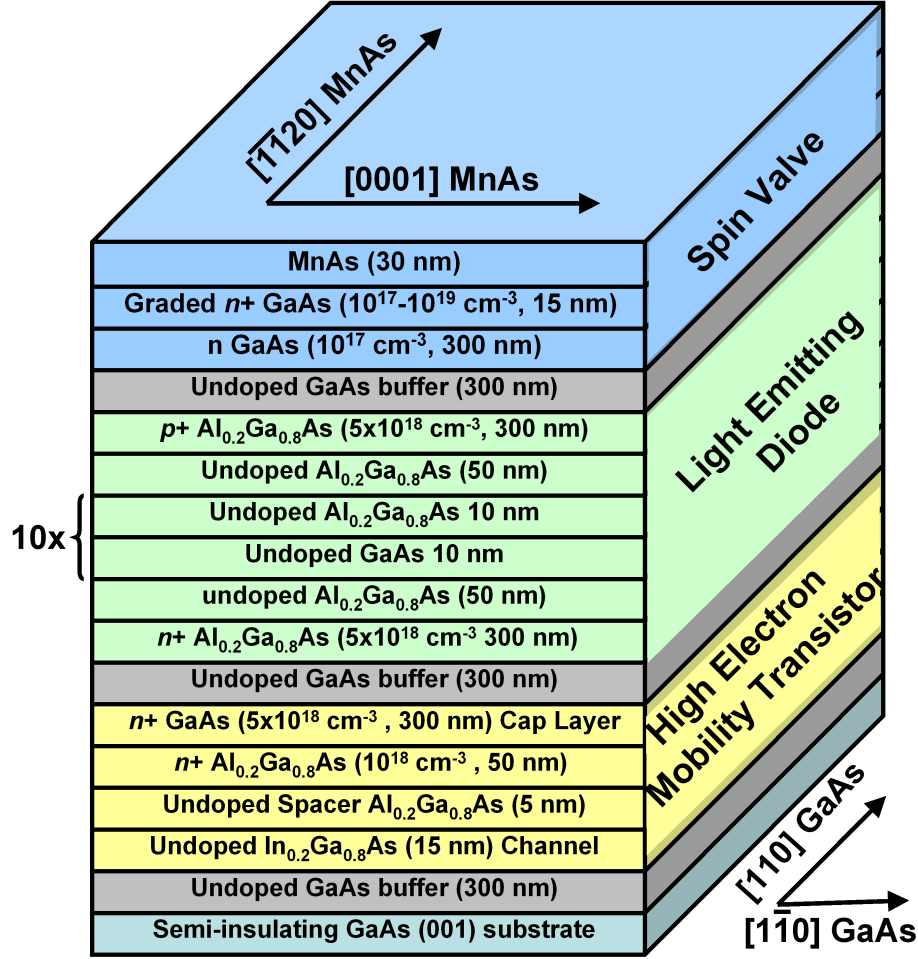 [1̅1̅20] MnAs
[0001] MnAs
MnAs (30 nm)
Graded n+ GaAs (10¹⁷-10¹⁹ cm⁻³, 15 nm)
n GaAs (10¹⁷ cm⁻³, 300 nm)
Undoped GaAs buffer (300 nm)
p+ Al₀.₂Ga₀.₈As (5x10¹⁸ cm⁻³, 300 nm)
Undoped Al₀.₂Ga₀.₈As (50 nm)
10x
Undoped Al₀.₂Ga₀.₈As 10 nm
Undoped GaAs 10 nm
undoped Al₀.₂Ga₀.₈As (50 nm)
n+ Al₀.₂Ga₀.₈As (5x10¹⁸ cm⁻³ 300 nm)
Undoped GaAs buffer (300 nm)
n+ GaAs (5x10¹⁸ cm⁻³ , 300 nm) Cap Layer
n+ Al₀.₂Ga₀.₈As (10¹⁸ cm⁻³ , 50 nm)
Undoped Spacer Al₀.₂Ga₀.₈As (5 nm)
Undoped In₀.₂Ga₀.₈As (15 nm) Channel
Undoped GaAs buffer (300 nm)
Semi-insulating GaAs (001) substrate
Spin Valve
Light Emitting
Diode
High Electron
Mobility Transistor
[110] GaAs
[11̅0] GaAs